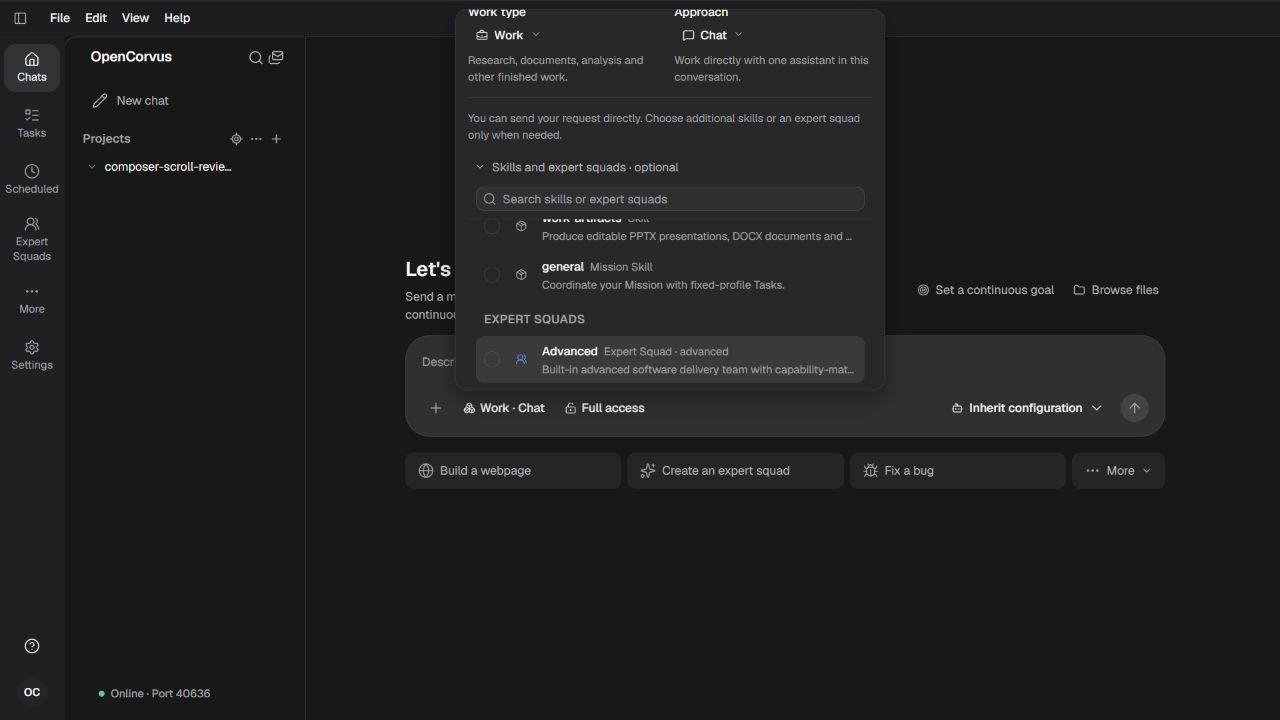 File Edit View Help
Chats
Tasks
Scheduled
Expert
Squads
More
Settings
OC
OpenCorvus
New chat
Projects
composer-scroll-revie...
Online · Port 40636
Work type
Work
Research, documents, analysis and
other finished work.
Approach
Chat
Work directly with one assistant in this
conversation.
You can send your request directly. Choose additional skills or an expert squad
only when needed.
Skills and expert squads · optional
Search skills or expert squads
work-artifacts Skill
Produce editable PPTX presentations, DOCX documents and ...
general Mission Skill
Coordinate your Mission with fixed-profile Tasks.
EXPERT SQUADS
Advanced Expert Squad · advanced
Built-in advanced software delivery team with capability-mat...
Let's
Send a m
continuou
Set a continuous goal
Browse files
Descr
Work · Chat
Full access
Inherit configuration
Build a webpage
Create an expert squad
Fix a bug
More